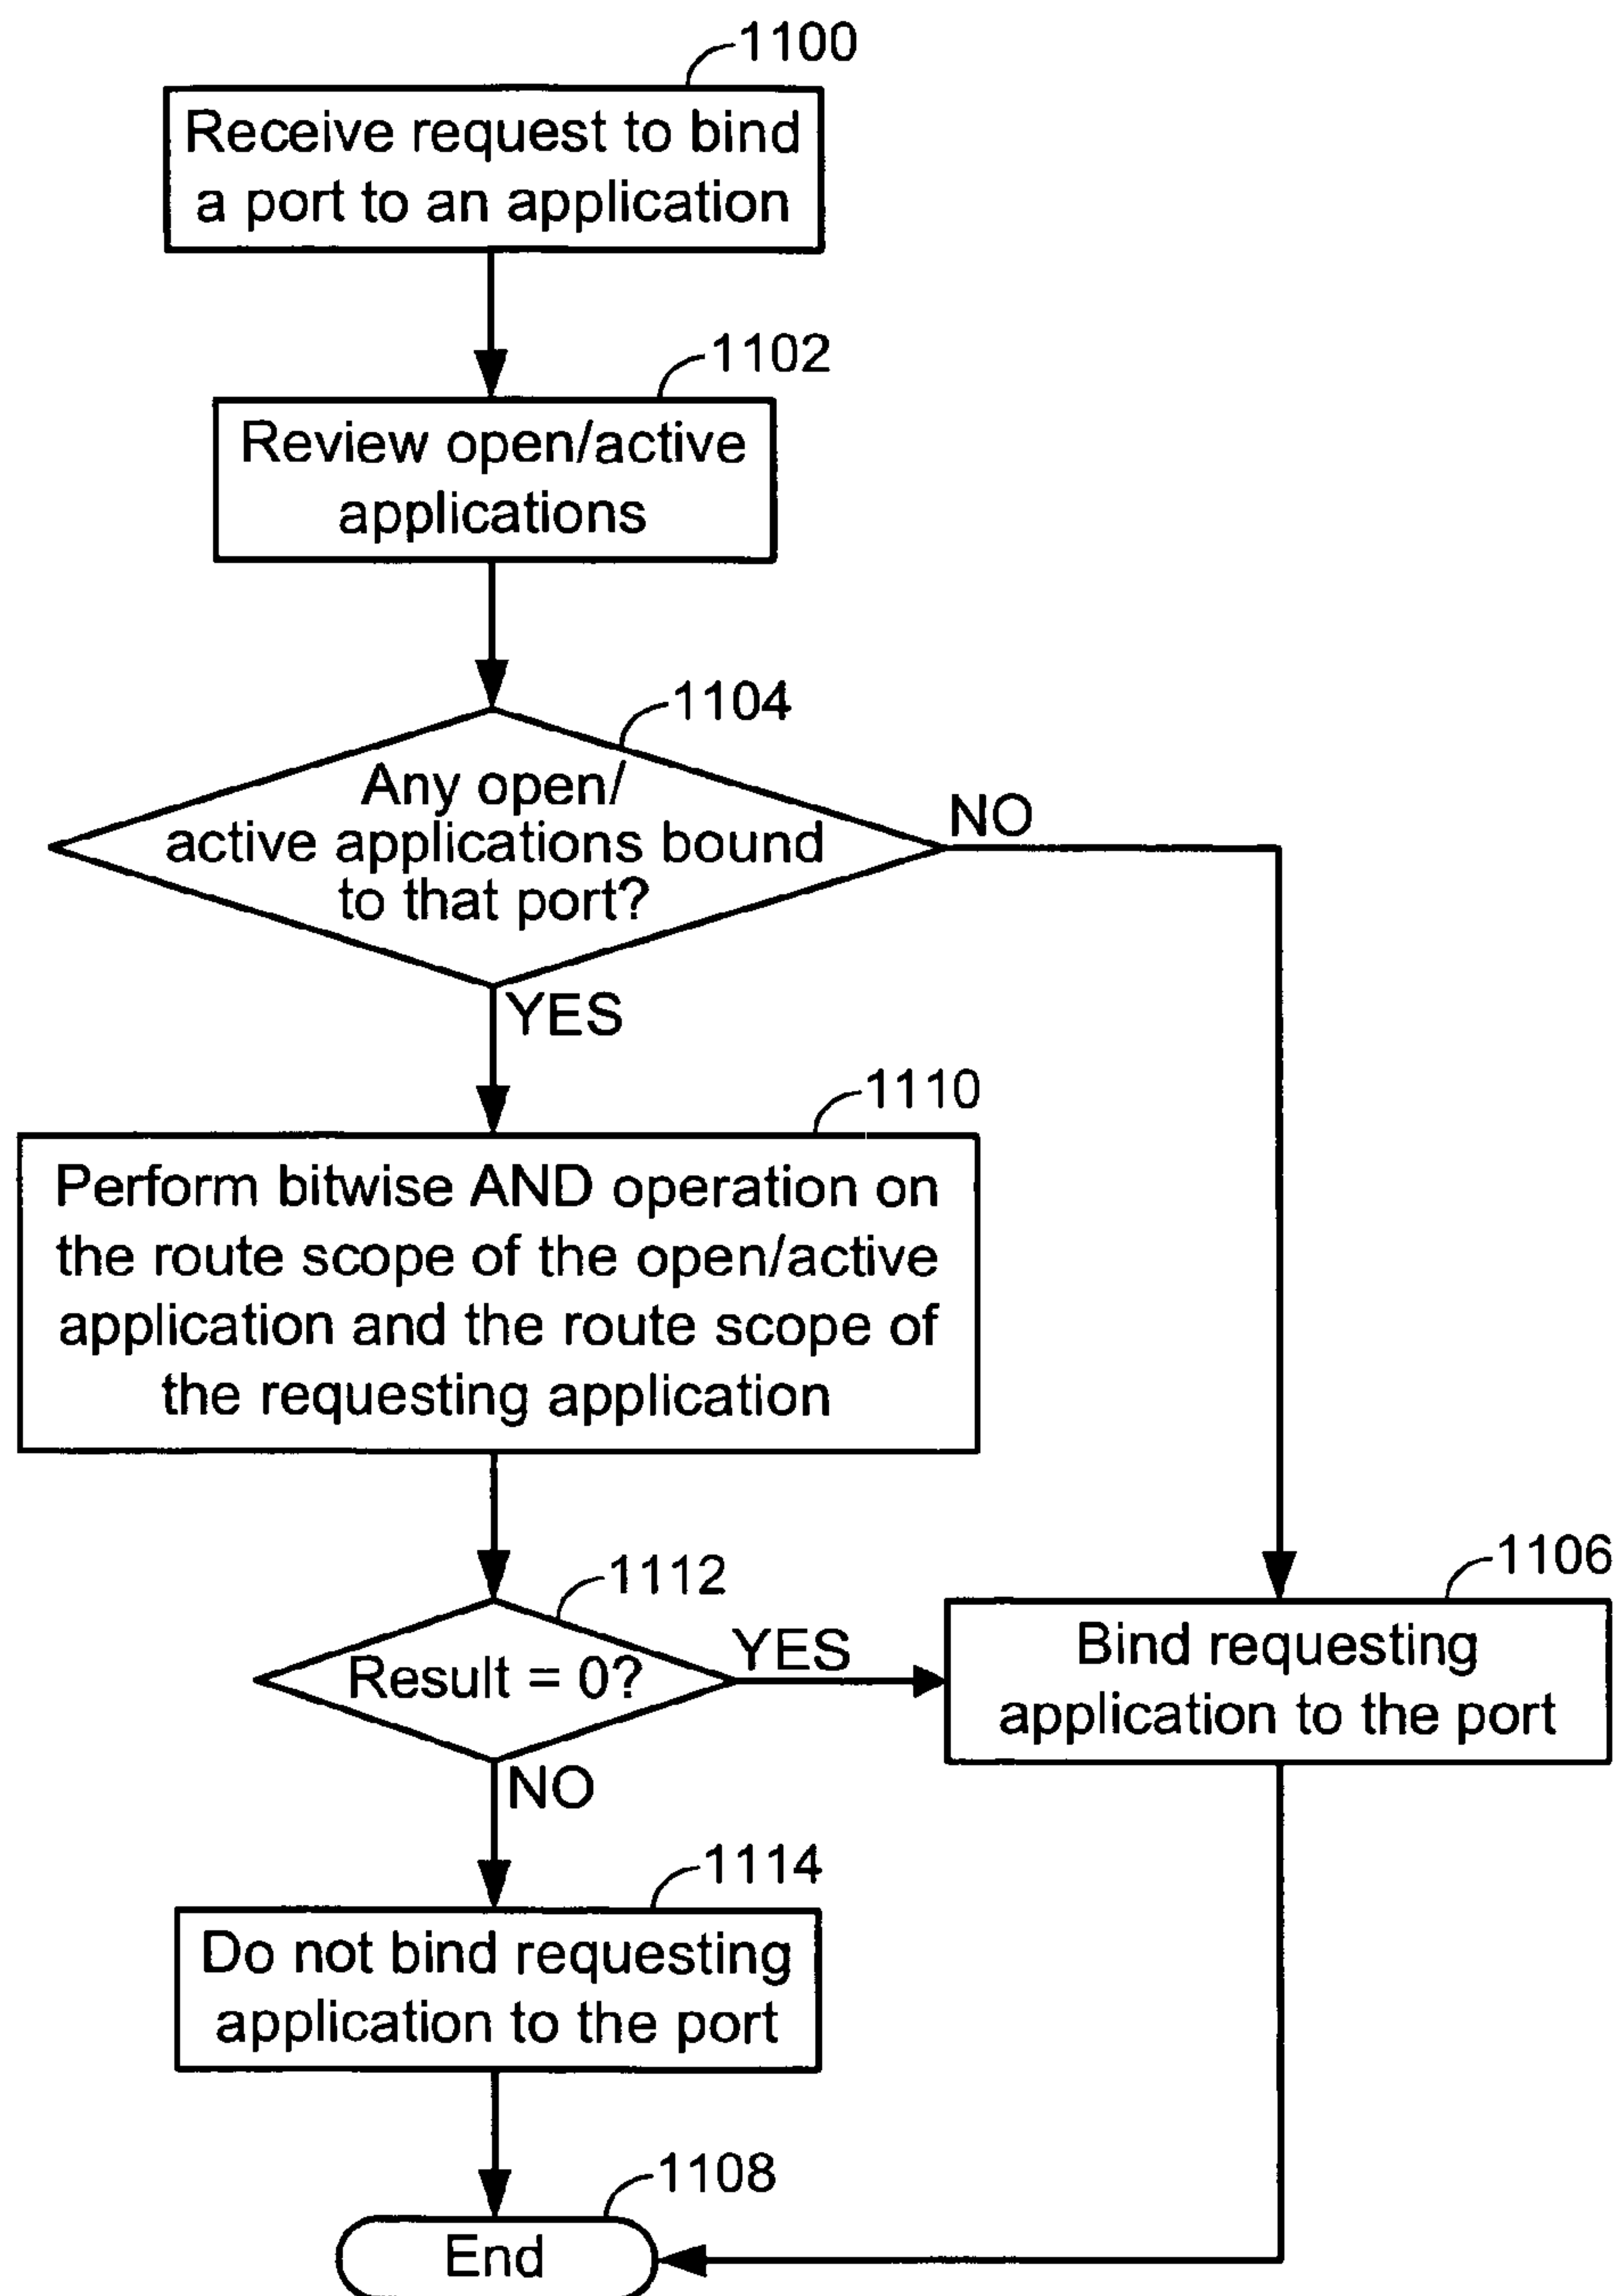 1100
Receive request to bind
a port to an application
1102
Review open/active
applications
1104
Any open/
active applications bound
to that port?
NO
YES
1110
Perform bitwise AND operation on
the route scope of the open/active
application and the route scope of
the requesting application
1112
Result = 0?
YES
1106
Bind requesting
application to the port
NO
1114
Do not bind requesting
application to the port
1108
End